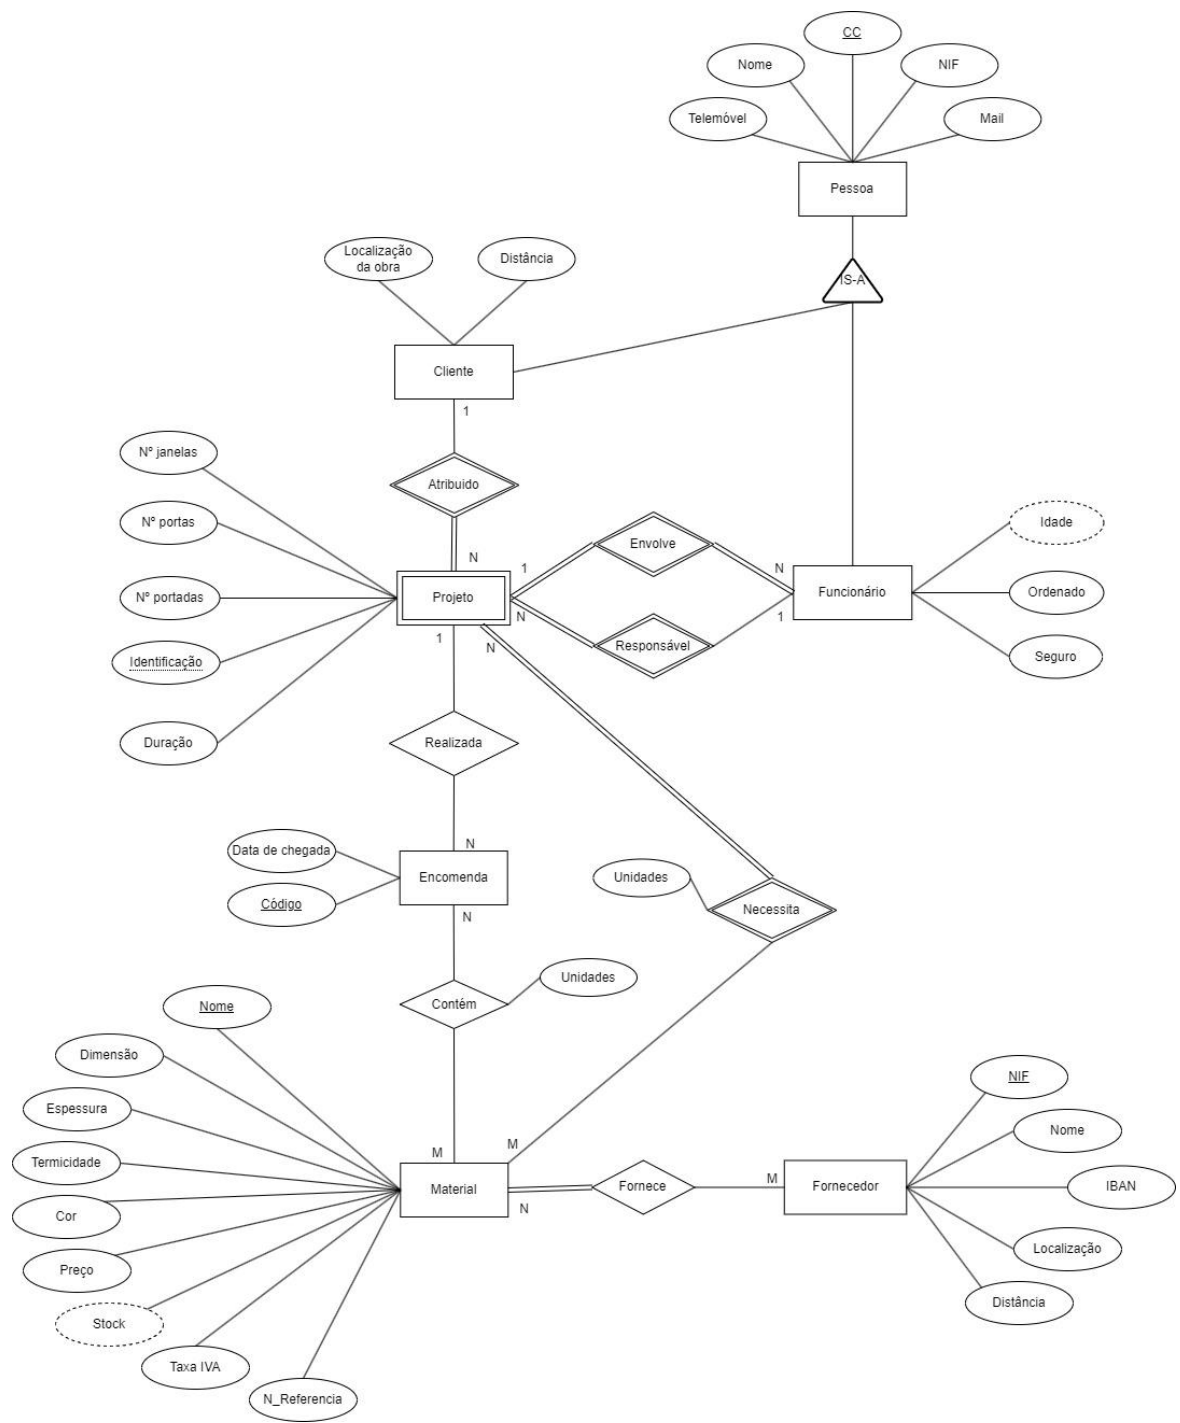 CC
Nome
NIF
Telemóvel
Mail
Pessoa
IS-A
Localização
da obra
Distância
Cliente
1
Atribuido
N
Nº janelas
Nº portas
Nº portadas
Identificação
Duração
Projeto
1
N
1
N
Envolve
Responsável
N
1
Funcionário
Idade
Ordenado
Seguro
Realizada
N
Data de chegada
Código
Encomenda
N
Unidades
Necessita
Contém
Unidades
M
M
Nome
Dimensão
Espessura
Termicidade
Cor
Preço
Stock
Taxa IVA
N_Referencia
Material
N
Fornece
M
Fornecedor
NIF
Nome
IBAN
Localização
Distância